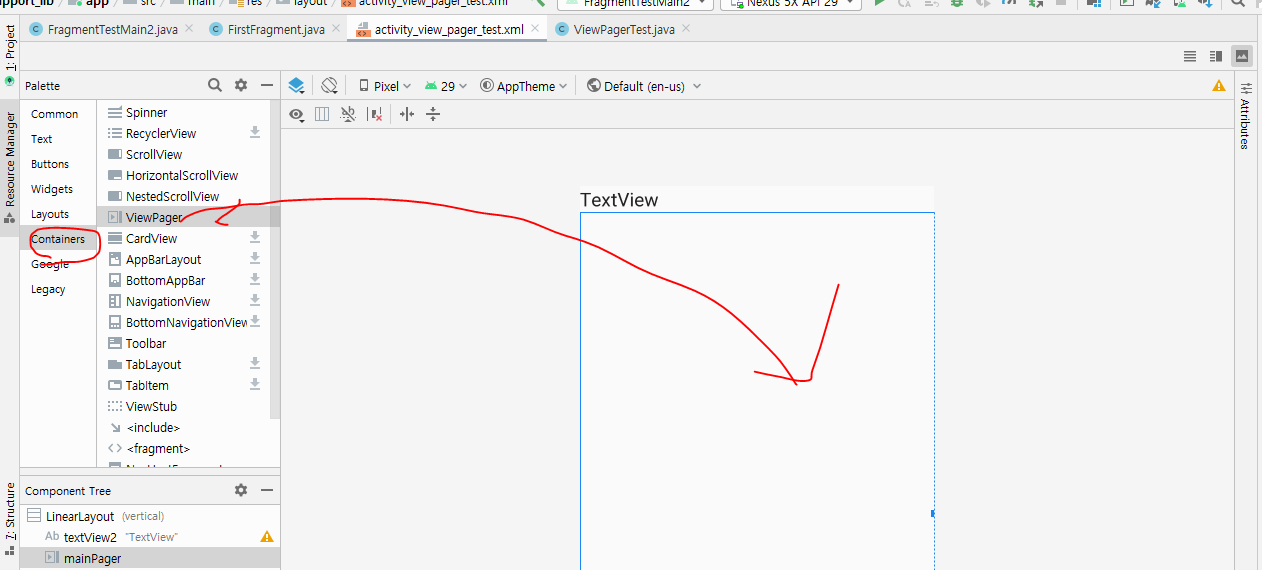 app
src
main
res
layout
activity_view_pager_test.xml
FragmentTestMain2
Nexus 5X API 29
FragmentTestMain2.java
FirstFragment.java
activity_view_pager_test.xml
ViewPagerTest.java
1: Project
Resource Manager
7: Structure
Palette
Pixel
29
AppTheme
Default (en-us)
Attributes
Common
Text
Buttons
Widgets
Layouts
Containers
Google
Legacy
Spinner
RecyclerView
ScrollView
HorizontalScrollView
NestedScrollView
ViewPager
CardView
AppBarLayout
BottomAppBar
NavigationView
BottomNavigationView
Toolbar
TabLayout
TabItem
ViewStub
<include>
<fragment>
TextView
Component Tree
LinearLayout (vertical)
Ab textView2 "TextView"
mainPager